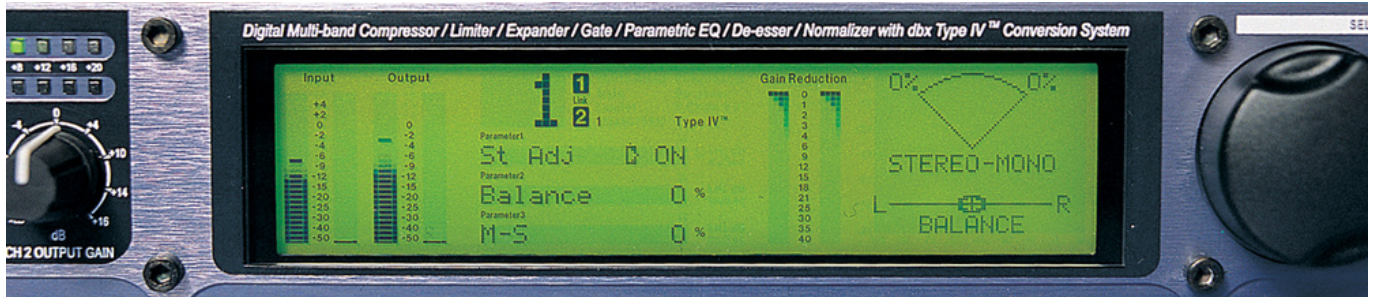 Digital Multi-band Compressor / Limiter / Expander / Gate / Parametric EQ / De-esser / Normalizer with dbx Type IV™ Conversion System
+8 +12 +16 +20
-4 0 +4 +10 +14 +16
dB
CH 2 OUTPUT GAIN
Input Output
+4
+2
0 0
-2 -2
-4 -4
-6 -6
-9 -9
-12 -12
-15 -15
-20 -20
-25 -25
-30 -30
-40 -40
-50 -50
1 1
Link
2 1
Type IV™
Parameter1
St Adj ON
Parameter2
Balance 0 %
Parameter3
M-S 0 %
Gain Reduction
0
1
2
3
4
6
9
12
15
18
21
25
30
35
40
0% 0%
STEREO-MONO
L R
BALANCE